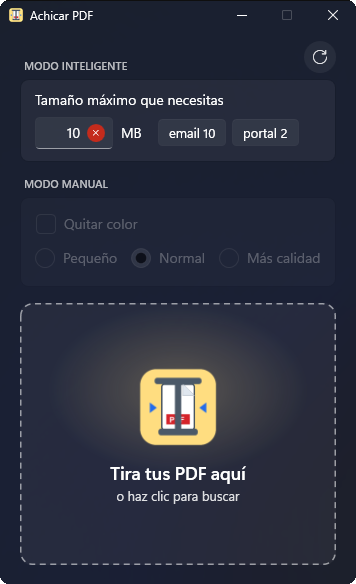 Achicar PDF
MODO INTELIGENTE
Tamaño máximo que necesitas
10 MB email 10 portal 2
MODO MANUAL
Quitar color
Pequeño Normal Más calidad
PDF
Tira tus PDF aquí
o haz clic para buscar